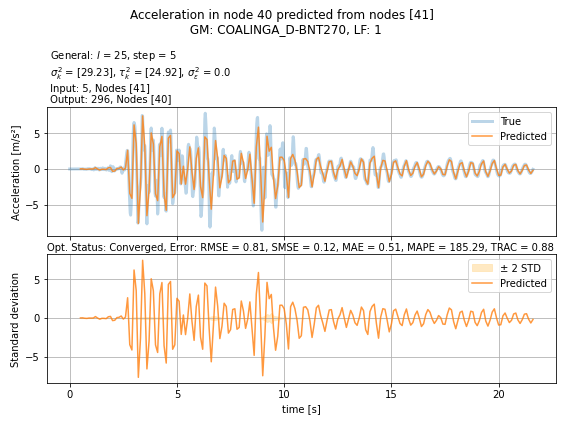 Acceleration in node 40 predicted from nodes [41]
GM: COALINGA_D-BNT270, LF: 1
General: l = 25, step = 5
σ²ₖ = [29.23], τ²ₖ = [24.92], σ²ε = 0.0
Input: 5, Nodes [41]
Output: 296, Nodes [40]
Acceleration [m/s²]
5
0
−5
True
Predicted
Opt. Status: Converged, Error: RMSE = 0.81, SMSE = 0.12, MAE = 0.51, MAPE = 185.29, TRAC = 0.88
Standard deviation
5
0
−5
± 2 STD
Predicted
0 5 10 15 20
time [s]